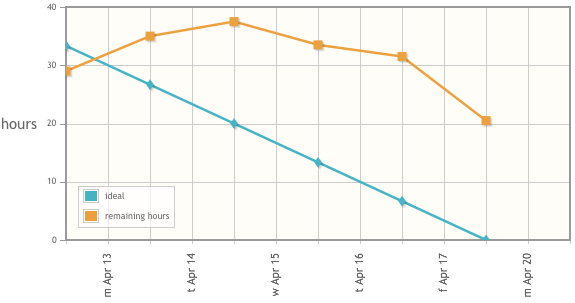 40
30
20
10
0
hours
ideal
remaining hours
m Apr 13
t Apr 14
w Apr 15
t Apr 16
f Apr 17
m Apr 20